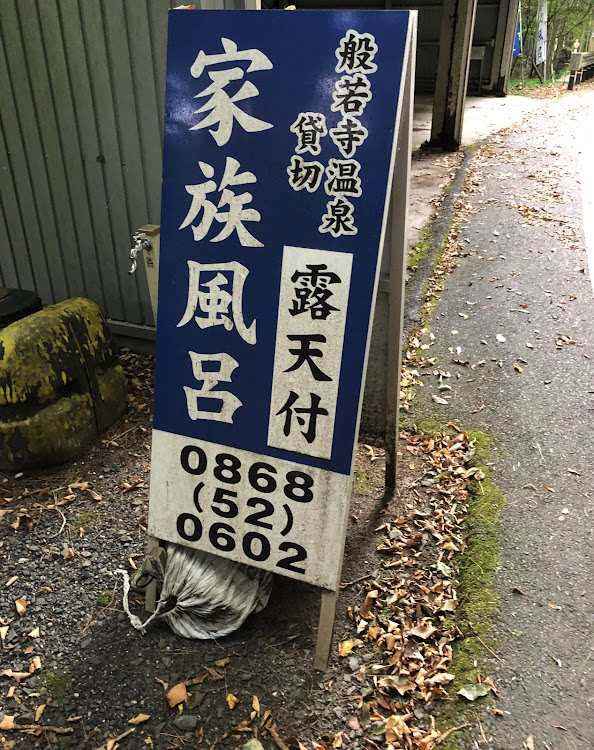 般若寺温泉
貸切
家族風呂
露天付
0868
(52)
0602